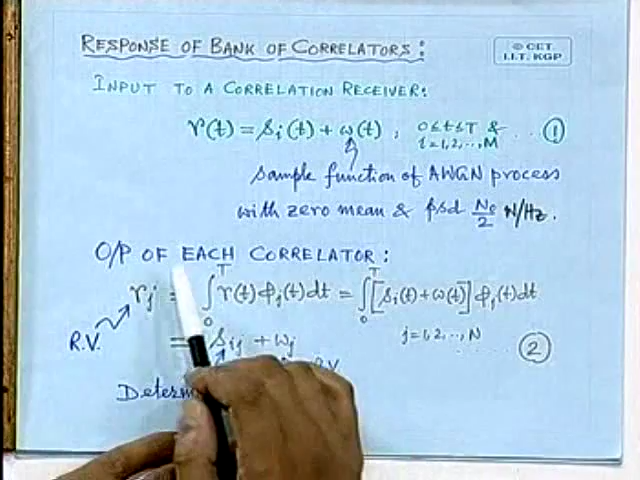 RESPONSE OF BANK OF CORRELATORS:
© CET
I.I.T. KGP
INPUT TO A CORRELATION RECEIVER:
r(t) = si(t) + w(t), 0≤t≤T & i=1,2,..,M ... ①
sample function of AWGN process
with zero mean & psd N0/2 W/Hz.
O/P OF EACH CORRELATOR:
rj = ∫0T r(t) φj(t)dt = ∫0T [si(t) + w(t)] φj(t)dt
R.V.
= sij + wj j=1,2,..,N ... ②
R.V.